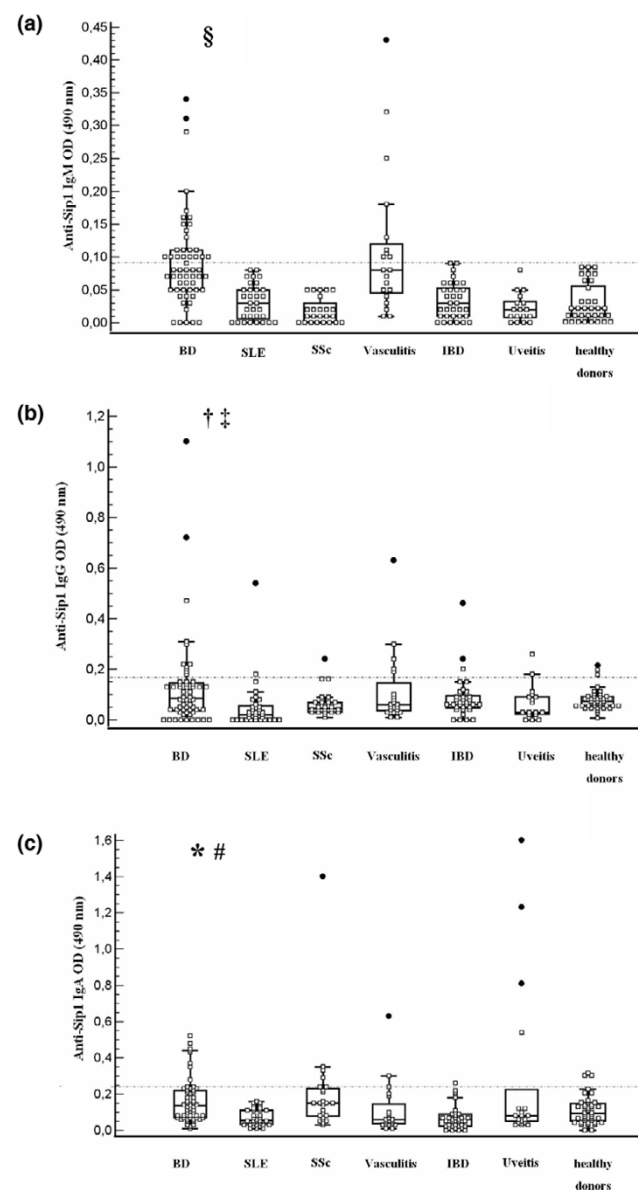 (a)
§
Anti-Sip1 IgM OD (490 nm)
0,45
0,40
0,35
0,30
0,25
0,20
0,15
0,10
0,05
0,00
BD SLE SSc Vasculitis IBD Uveitis healthy
donors
(b)
† ‡
Anti-Sip1 IgG OD (490 nm)
1,2
1,0
0,8
0,6
0,4
0,2
0,0
BD SLE SSc Vasculitis IBD Uveitis healthy
donors
(c)
* #
Anti-Sip1 IgA OD (490 nm)
1,6
1,4
1,2
1,0
0,8
0,6
0,4
0,2
0,0
BD SLE SSc Vasculitis IBD Uveitis healthy
donors